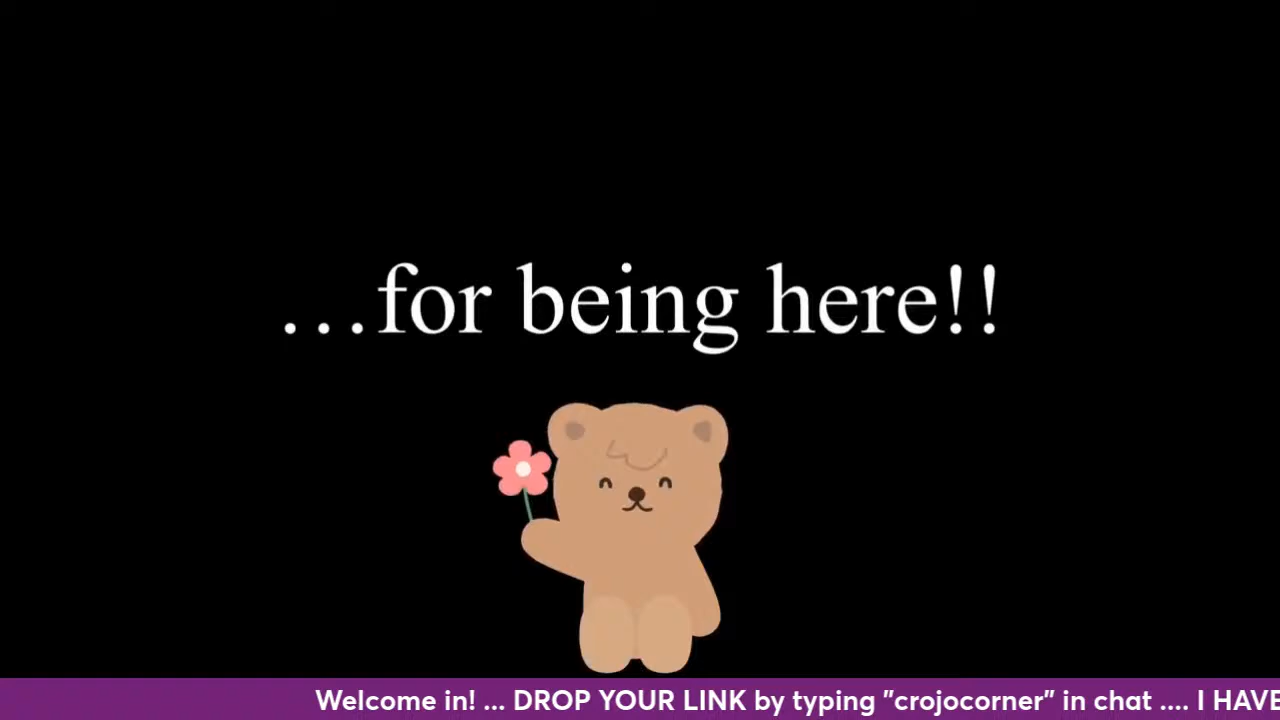 ...for being here!!
Welcome in! ... DROP YOUR LINK by typing "crojocorner" in chat .... I HAVE